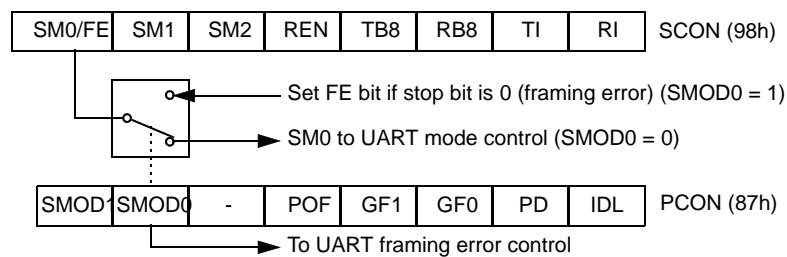 SM0/FE SM1 SM2 REN TB8 RB8 TI RI SCON (98h)
Set FE bit if stop bit is 0 (framing error) (SMOD0 = 1)
SM0 to UART mode control (SMOD0 = 0)
SMOD1 SMOD0 - POF GF1 GF0 PD IDL PCON (87h)
To UART framing error control